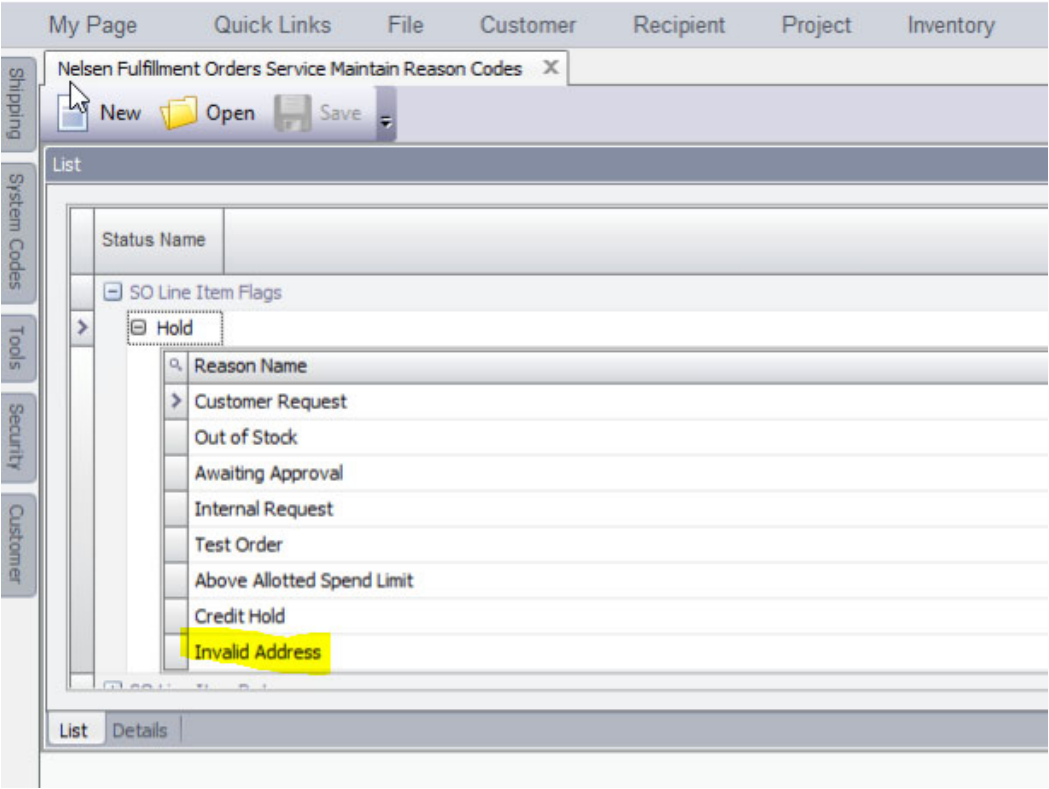 My Page Quick Links File Customer Recipient Project Inventory
Nelsen Fulfillment Orders Service Maintain Reason Codes X
New Open Save
Shipping
System Codes
Tools
Security
Customer
List
Status Name
SO Line Item Flags
Hold
Reason Name
Customer Request
Out of Stock
Awaiting Approval
Internal Request
Test Order
Above Allotted Spend Limit
Credit Hold
Invalid Address
List Details